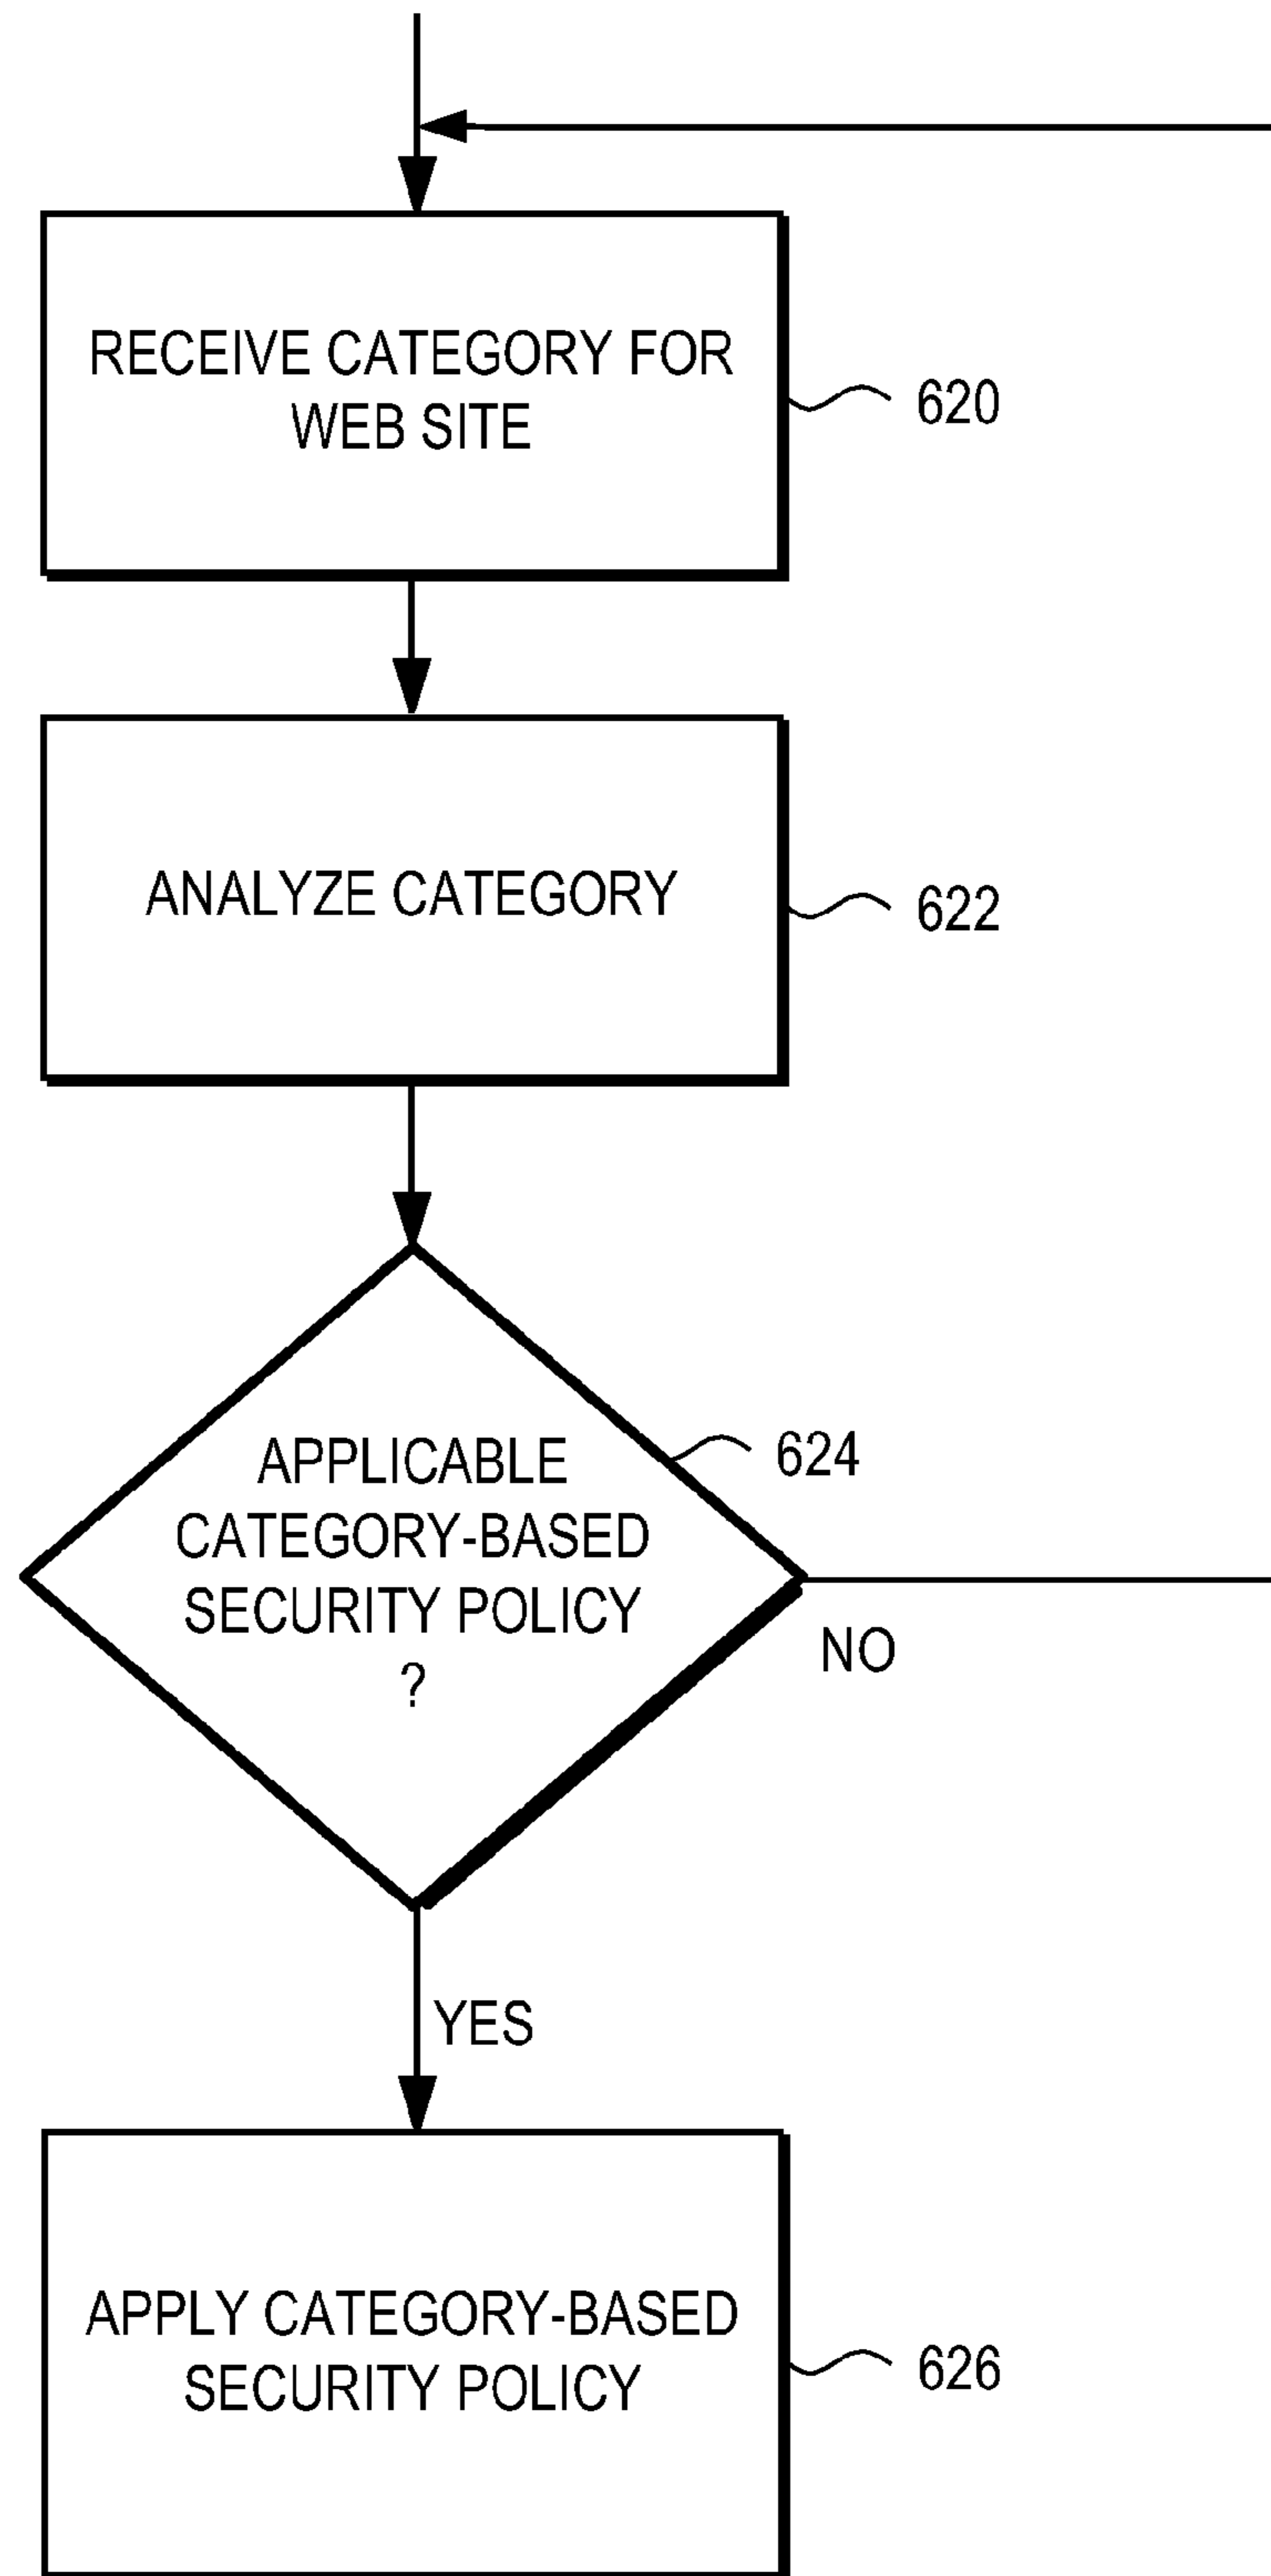 RECEIVE CATEGORY FOR
WEB SITE
620
ANALYZE CATEGORY
622
APPLICABLE
CATEGORY-BASED
SECURITY POLICY
?
624
NO
YES
APPLY CATEGORY-BASED
SECURITY POLICY
626